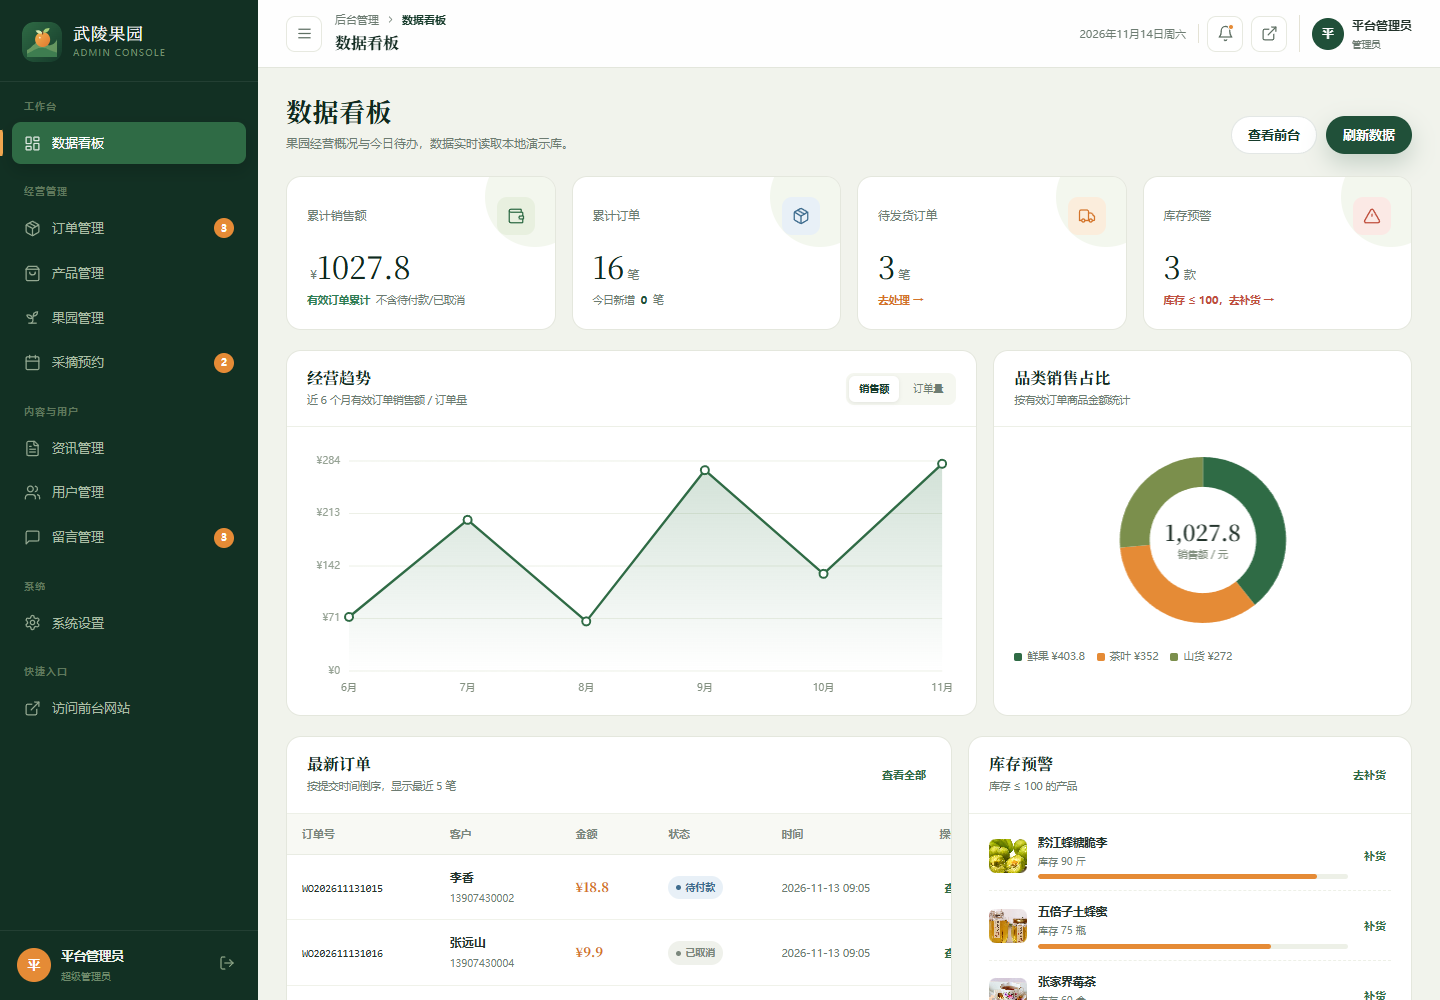 武陵果园
ADMIN CONSOLE
工作台
数据看板
经营管理
订单管理 3
产品管理
果园管理
采摘预约 2
内容与用户
资讯管理
用户管理
留言管理 3
系统
系统设置
快捷入口
访问前台网站
平 平台管理员
超级管理员
后台管理 > 数据看板
数据看板
2026年11月14日周六
平 平台管理员
管理员
数据看板
果园经营概况与今日待办，数据实时读取本地演示库。
查看前台
刷新数据
累计销售额
¥1027.8
有效订单累计 不含待付款/已取消
累计订单
16 笔
今日新增 0 笔
待发货订单
3 笔
去处理 →
库存预警
3 款
库存 ≤ 100，去补货 →
经营趋势
近 6 个月有效订单销售额 / 订单量
销售额 订单量
¥284
¥213
¥142
¥71
¥0
6月 7月 8月 9月 10月 11月
品类销售占比
按有效订单商品金额统计
1,027.8
销售额 / 元
鲜果 ¥403.8 茶叶 ¥352 山货 ¥272
最新订单
按提交时间倒序，显示最近 5 笔
查看全部
订单号 客户 金额 状态 时间
WO202611131015 李香 13907430002 ¥18.8 待付款 2026-11-13 09:05
WO202611131016 张远山 13907430004 ¥9.9 已取消 2026-11-13 09:05
库存预警
库存 ≤ 100 的产品
去补货
黔江蜂糖脆李
库存 90 斤
补货
五倍子土蜂蜜
库存 75 瓶
补货
张家界莓茶
补货